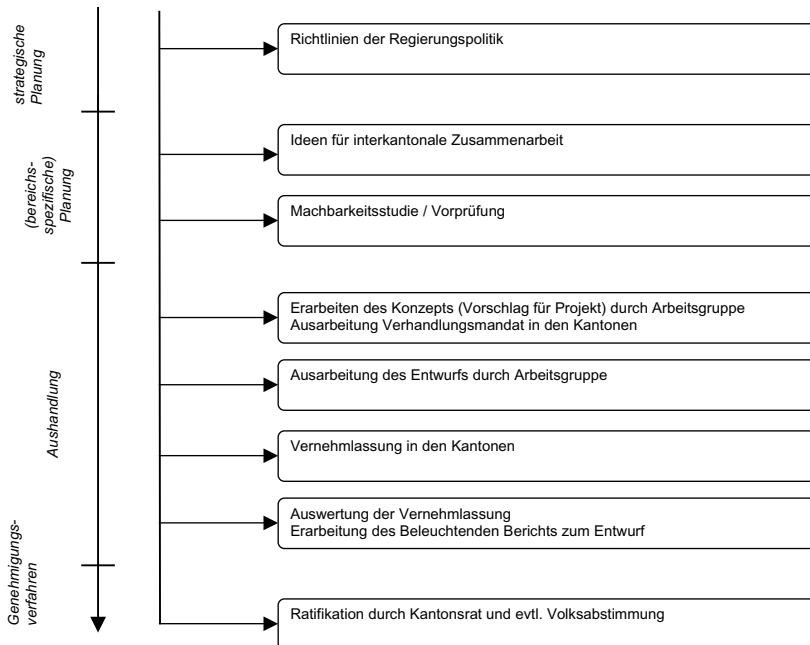 strategische
Planung
Richtlinien der Regierungspolitik
(bereichs-
spezifische)
Planung
Ideen für interkantonale Zusammenarbeit
Machbarkeitsstudie / Vorprüfung
Aushandlung
Erarbeiten des Konzepts (Vorschlag für Projekt) durch Arbeitsgruppe
Ausarbeitung Verhandlungsmandat in den Kantonen
Ausarbeitung des Entwurfs durch Arbeitsgruppe
Vernehmlassung in den Kantonen
Auswertung der Vernehmlassung
Erarbeitung des Beleuchtenden Berichts zum Entwurf
Genehmigungs-
verfahren
Ratifikation durch Kantonsrat und evtl. Volksabstimmung